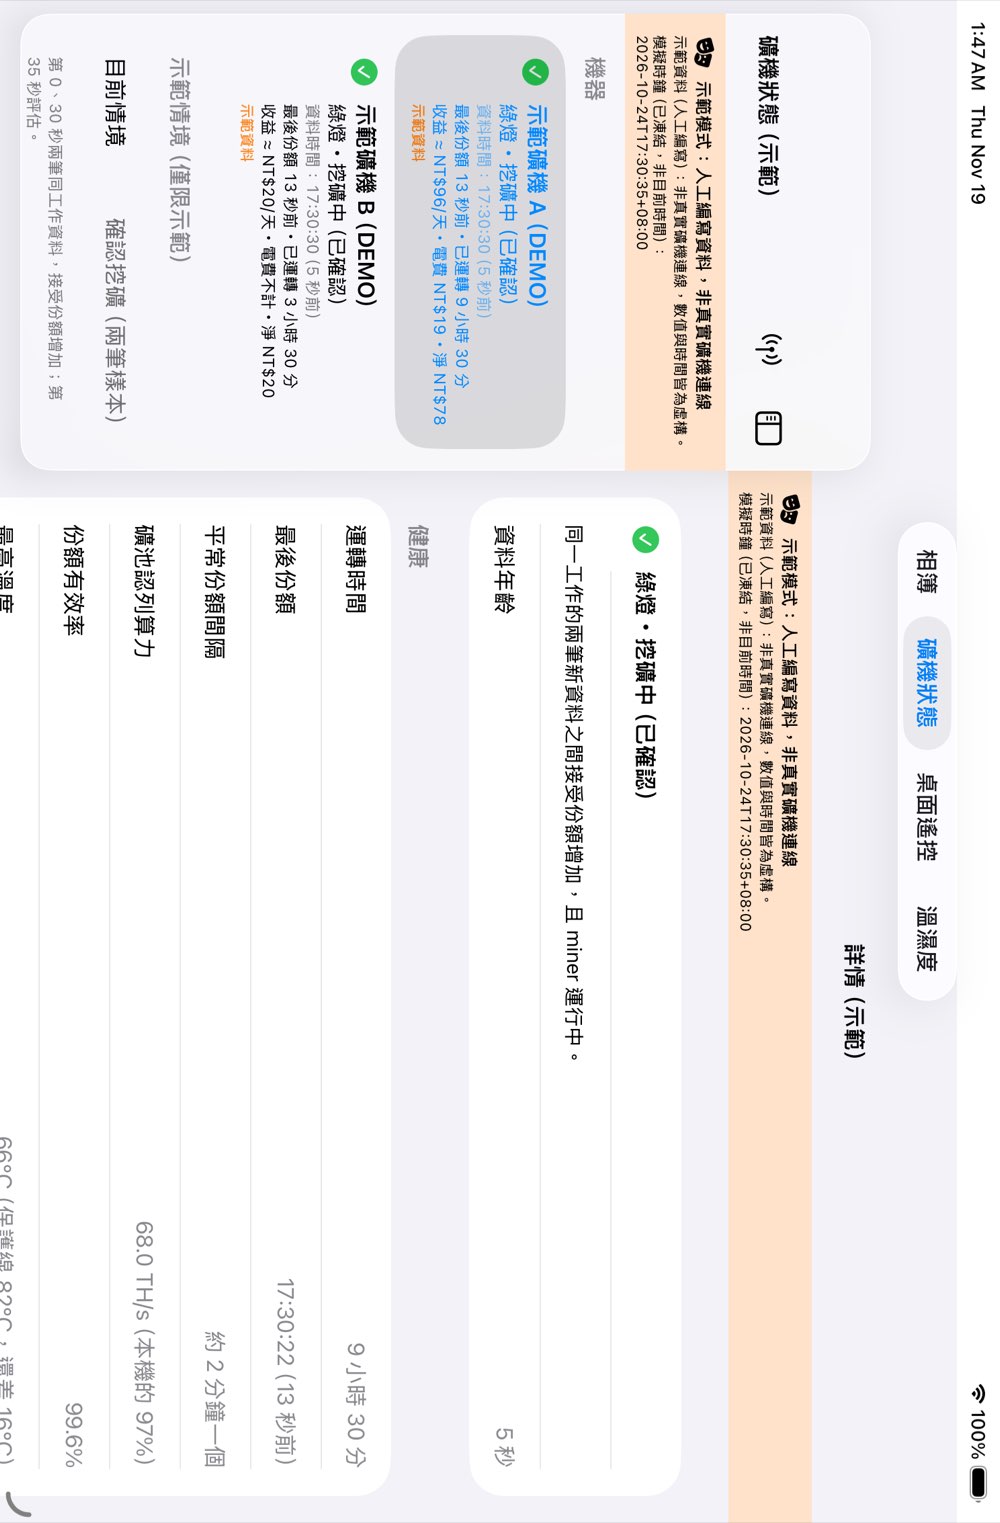 1:47 AM Thu Nov 19
100%
相簿
礦機狀態
桌面遙控
溫濕度
礦機狀態（示範）
示範模式：人工編寫資料，非真實礦機連線
示範資料（人工編寫）：非真實礦機連線，數值與時間皆為虛構。
模擬時鐘（已凍結，非目前時間）：
2026-10-24T17:30:35+08:00
機器
示範礦機 A（DEMO）
綠燈・挖礦中（已確認）
資料時間：17:30:30（5 秒前）
最後份額 13 秒前・已運轉 9 小時 30 分
收益 ≈ NT$96/天・電費 NT$19・淨 NT$78
示範資料
示範礦機 B（DEMO）
綠燈・挖礦中（已確認）
資料時間：17:30:30（5 秒前）
最後份額 13 秒前・已運轉 3 小時 30 分
收益 ≈ NT$20/天・電費不計・淨 NT$20
示範資料
示範情境（僅限示範）
目前情境 確認挖礦（兩筆樣本）
第 0、30 秒兩筆同工作資料，接受份額增加；第
35 秒評估。
詳情（示範）
示範模式：人工編寫資料，非真實礦機連線
示範資料（人工編寫）：非真實礦機連線，數值與時間皆為虛構。
模擬時鐘（已凍結，非目前時間）：2026-10-24T17:30:35+08:00
綠燈・挖礦中（已確認）
同一工作的兩筆新資料之間接受份額增加，且 miner 運行中。
資料年齡 5 秒
健康
運轉時間 9 小時 30 分
最後份額 17:30:22（13 秒前）
平常份額間隔 約 2 分鐘一個
礦池認列算力 68.0 TH/s（本機的 97%）
份額有效率 99.6%
最高溫度 66°C（保護線 82°C，還差 16°C）